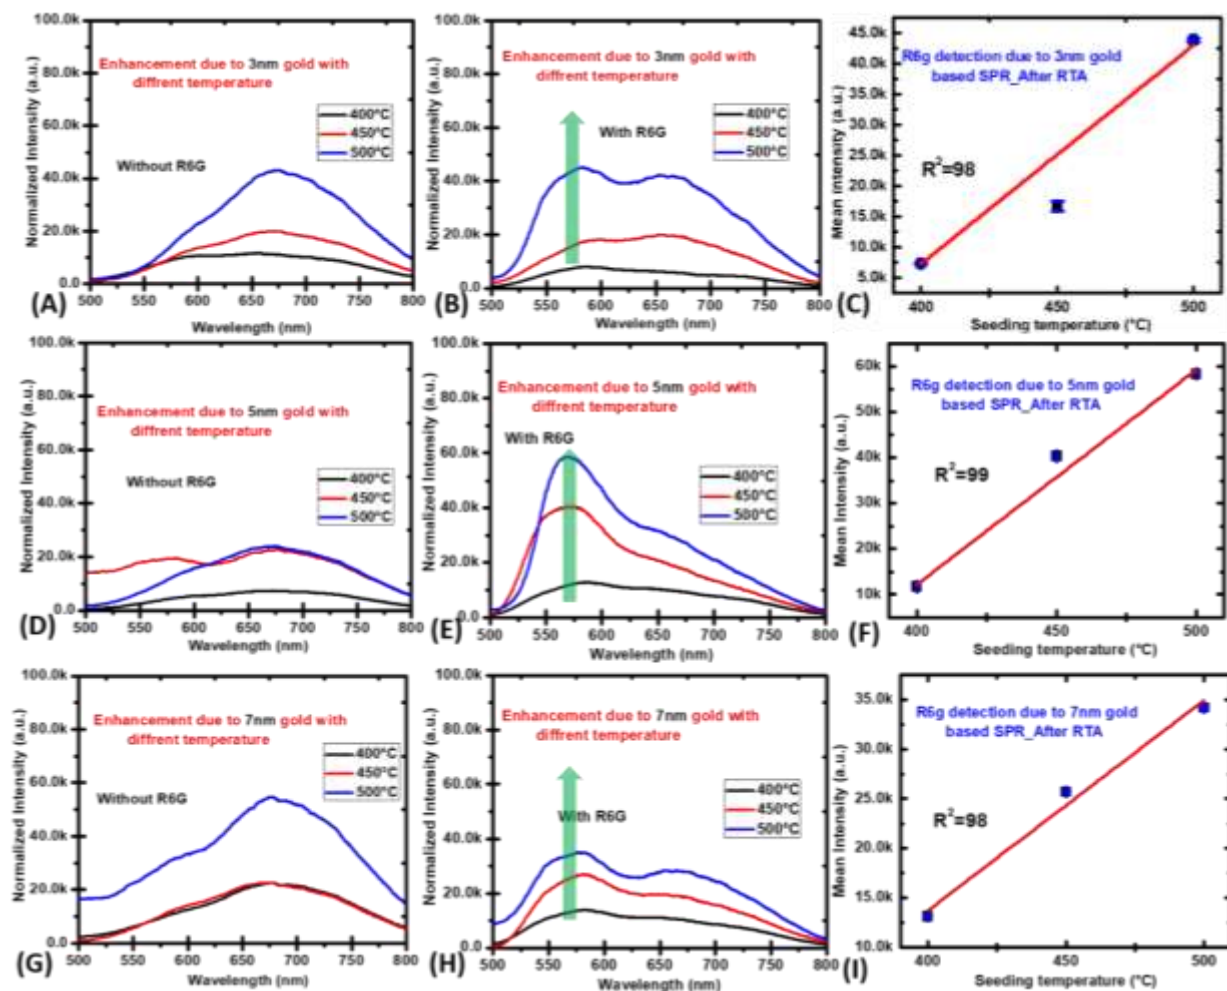 100.0k
80.0k
60.0k
40.0k
20.0k
0.0
Normalized Intensity (a.u.)
Enhancement due to 3nm gold with
diffrent temperature
400°C
450°C
500°C
Without R6G
500 550 600 650 700 750 800
Wavelength (nm)
(A)
100.0k
80.0k
60.0k
40.0k
20.0k
0.0
Normalized Intensity (a.u.)
Enhancement due to 3nm gold with
diffrent temperature
400°C
450°C
500°C
With R6G
500 550 600 650 700 750 800
Wavelength (nm)
(B)
45.0k
40.0k
35.0k
30.0k
25.0k
20.0k
15.0k
10.0k
5.0k
Mean intensity (a.u.)
R6g detection due to 3nm gold
based SPR_After RTA
R²=98
400 450 500
Seeding temperature (°C)
(C)
100.0k
80.0k
60.0k
40.0k
20.0k
0.0
Normalized Intensity (a.u.)
Enhancement due to 5nm gold with
diffrent temperature
Without R6G
400°C
450°C
500°C
500 550 600 650 700 750 800
Wavelength (nm)
(D)
100.0k
80.0k
60.0k
40.0k
20.0k
0.0
Normalized Intensity (a.u.)
Enhancement due to 5nm gold with
diffrent temperature
With R6G
400°C
450°C
500°C
500 550 600 650 700 750 800
Wavelength (nm)
(E)
60k
50k
40k
30k
20k
10k
Mean Intensity (a.u.)
R6g detection due to 5nm gold
based SPR_After RTA
R²=99
400 450 500
Seeding temperature (°C)
(F)
100.0k
80.0k
60.0k
40.0k
20.0k
0.0
Normalized Intensity (a.u.)
Enhancement due to 7nm gold with
diffrent temperature
400°C
450°C
500°C
Without R6G
500 550 600 650 700 750 800
Wavelength (nm)
(G)
100.0k
80.0k
60.0k
40.0k
20.0k
0.0
Normalized Intensity (a.u.)
Enhancement due to 7nm gold with
diffrent temperature
400°C
450°C
500°C
With R6G
500 550 600 650 700 750 800
Wavelength (nm)
(H)
35.0k
30.0k
25.0k
20.0k
15.0k
10.0k
Mean Intensity (a.u.)
R6g detection due to 7nm gold
based SPR_After RTA
R²=98
400 450 500
Seeding temperature (°C)
(I)